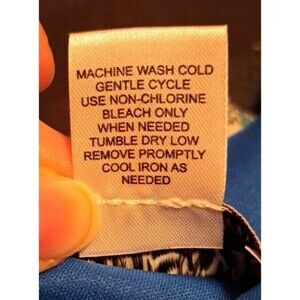 MACHINE WASH COLD
GENTLE CYCLE
USE NON-CHLORINE
BLEACH ONLY
WHEN NEEDED
TUMBLE DRY LOW
REMOVE PROMPTLY
COOL IRON AS
NEEDED